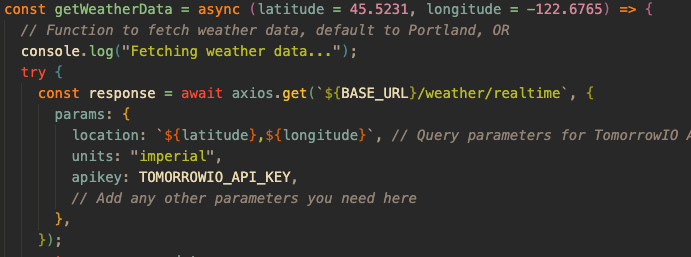 const getWeatherData = async (latitude = 45.5231, longitude = -122.6765) => {
// Function to fetch weather data, default to Portland, OR
console.log("Fetching weather data...");
try {
const response = await axios.get(`${BASE_URL}/weather/realtime`, {
params: {
location: `${latitude},${longitude}`, // Query parameters for TomorrowIO
units: "imperial",
apikey: TOMORROWIO_API_KEY,
// Add any other parameters you need here
},
});